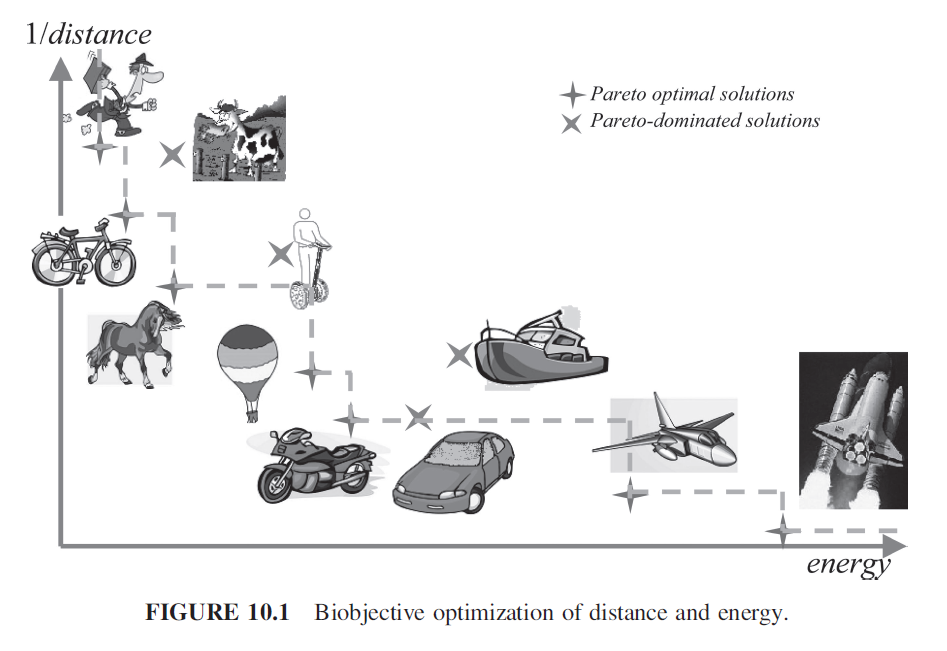 1/distance
Pareto optimal solutions
Pareto-dominated solutions
energy
FIGURE 10.1 Biobjective optimization of distance and energy.